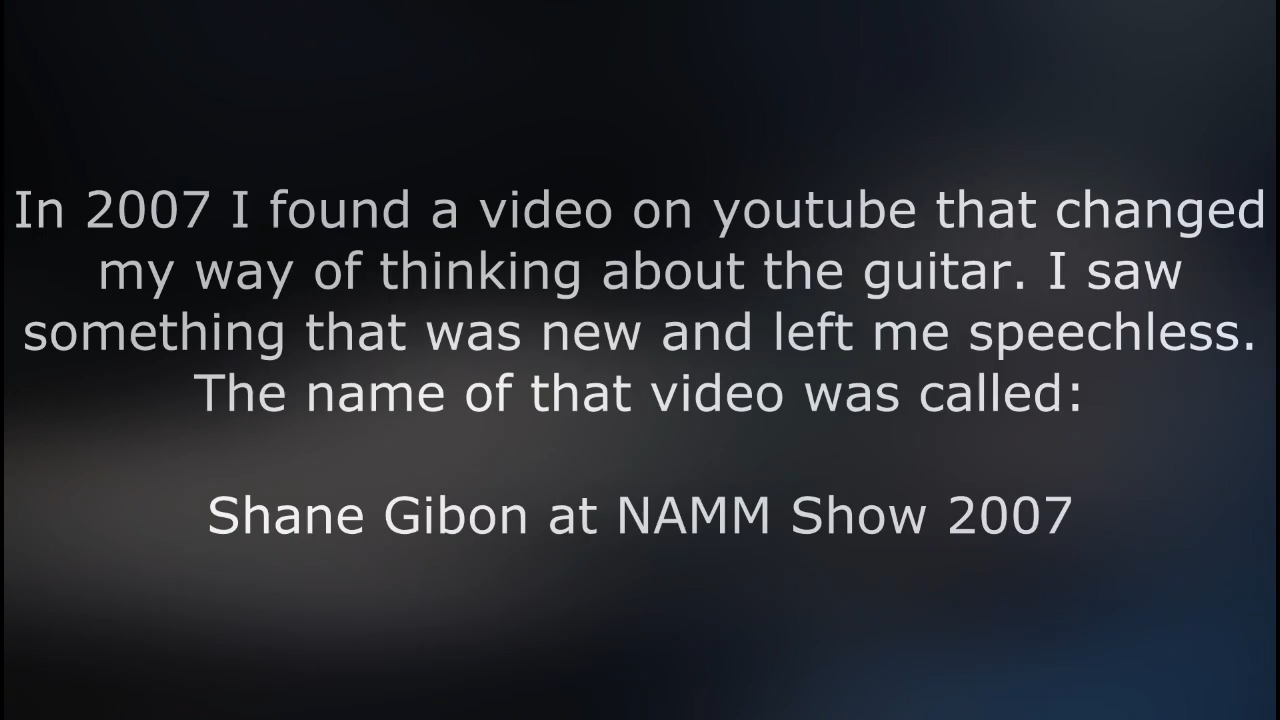 In 2007 I found a video on youtube that changed
my way of thinking about the guitar. I saw
something that was new and left me speechless.
The name of that video was called:
Shane Gibon at NAMM Show 2007